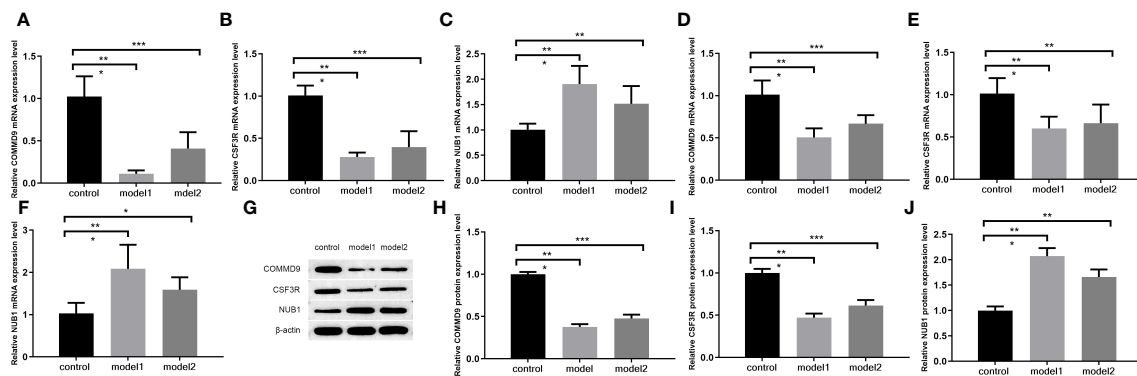 A
Relative COMMD9 mRNA expression level
1.5
1.0
0.5
0.0
***
**
*
control
model1
model2
B
Relative CSF3R mRNA expression level
1.5
1.0
0.5
0.0
***
**
*
control
model1
model2
C
Relative NUB1 mRNA expression level
2.5
2.0
1.5
1.0
0.5
0.0
**
**
*
control
model1
model2
D
Relative COMMD9 mRNA expression level
1.5
1.0
0.5
0.0
***
**
*
control
model1
model2
E
Relative CSF3R mRNA expression level
1.5
1.0
0.5
0.0
**
**
*
control
model1
model2
F
Relative NUB1 mRNA expression level
3
2
1
0
*
**
*
control
model1
model2
G
control model1 model2
COMMD9
CSF3R
NUB1
β-actin
H
Relative COMMD9 protein expression level
1.5
1.0
0.5
0.0
***
**
*
control
model
model2
I
Relative CSF3R protein expression level
1.5
1.0
0.5
0.0
***
**
*
control
model1
model2
J
Relative NUB1 protein expression level
2.5
2.0
1.5
1.0
0.5
0.0
**
**
*
control
model1
model2